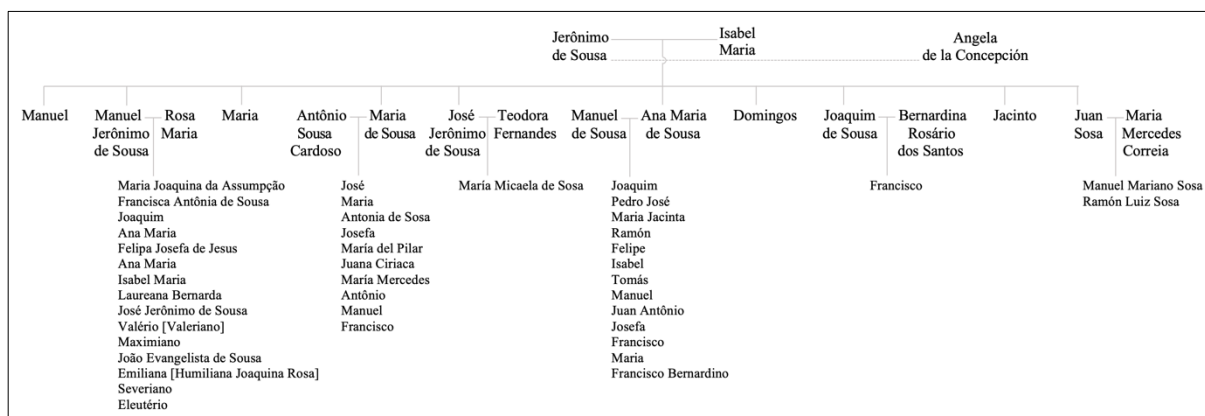 Jerônimo
de Sousa
Isabel
Maria
Angela
de la Concepción
Manuel
Manuel
Jerônimo
de Sousa
Rosa
Maria
Maria
Antônio
Sousa
Cardoso
Maria
de Sousa
José
Jerônimo
de Sousa
Teodora
Fernandes
Manuel
de Sousa
Ana Maria
de Sousa
Domingos
Joaquim
de Sousa
Bernardina
Rosário
dos Santos
Jacinto
Juan
Sosa
Maria
Mercedes
Correia
Maria Joaquina da Assumpção
Francisca Antônia de Sousa
Joaquim
Ana Maria
Felipa Josefa de Jesus
Ana Maria
Isabel Maria
Laureana Bernarda
José Jerônimo de Sousa
Valério [Valeriano]
Maximiano
João Evangelista de Sousa
Emiliana [Humiliana Joaquina Rosa]
Severiano
Eleutério
José
Maria
Antonia de Sosa
Josefa
María del Pilar
Juana Ciriaca
María Mercedes
Antônio
Manuel
Francisco
María Micaela de Sosa
Joaquim
Pedro José
Maria Jacinta
Ramón
Felipe
Isabel
Tomás
Manuel
Juan Antônio
Josefa
Francisco
Maria
Francisco Bernardino
Francisco
Manuel Mariano Sosa
Ramón Luiz Sosa